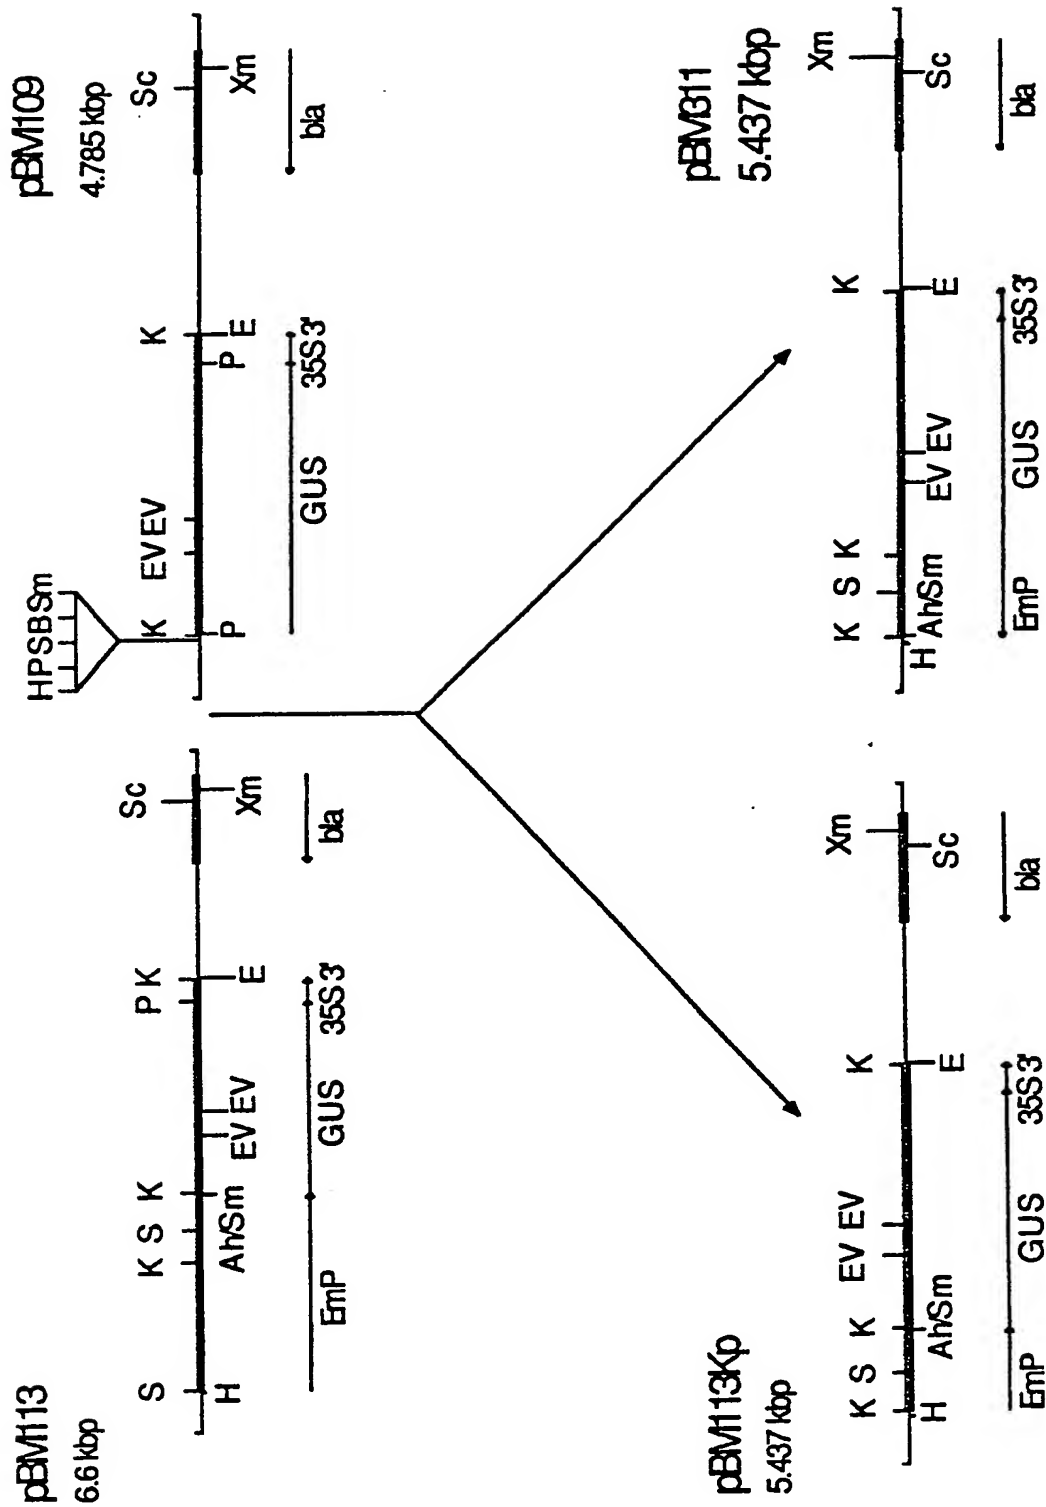 pBM113
6.6 kbp
S K S K P K Sc
H Ah/Sm EV EV E Xm
EmP GUS 35S3' bla
pBM109
4.785 kbp
H P S B Sm
K EV EV K Sc
P P E Xm
GUS 35S3' bla
pBM113Kp
5.437 kbp
K S K EV EV K Xm
H Ah/Sm E Sc
EmP GUS 35S3' bla
pBM311
5.437 kbp
K S K K Xm
H' Ah/Sm EV EV E Sc
EmP GUS 35S3' bla